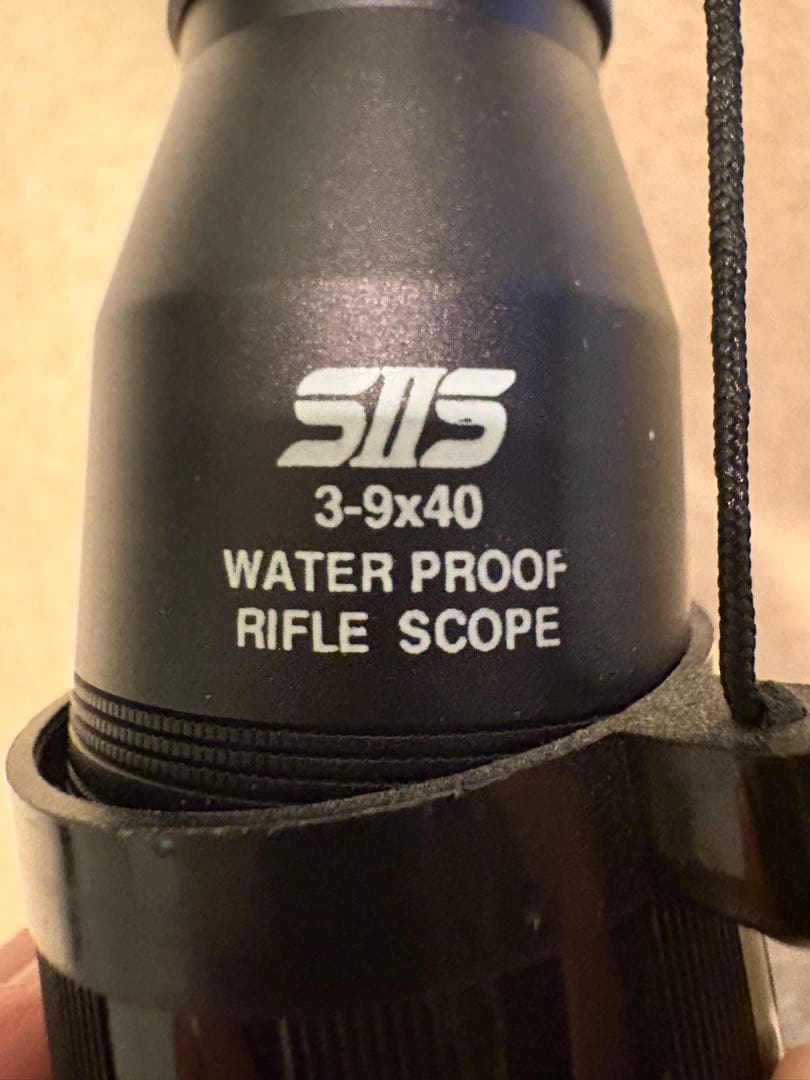 SIIS
3-9x40
WATER PROOF
RIFLE SCOPE